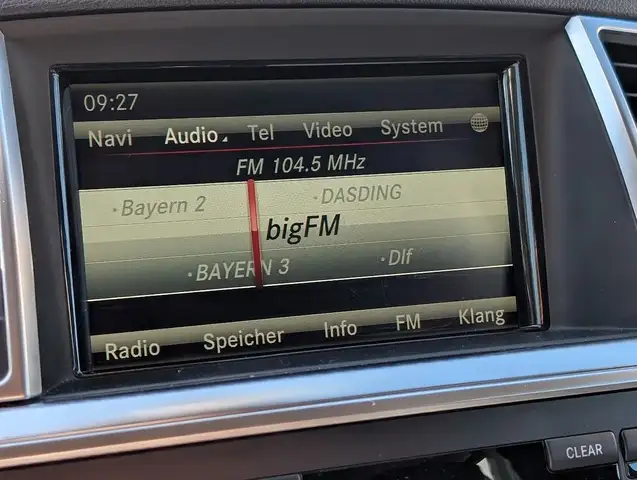 09:27
Navi Audio Tel Video System
FM 104.5 MHz
·Bayern 2 ·DASDING
bigFM
·BAYERN 3 ·Dlf
Radio Speicher Info FM Klang
CLEAR